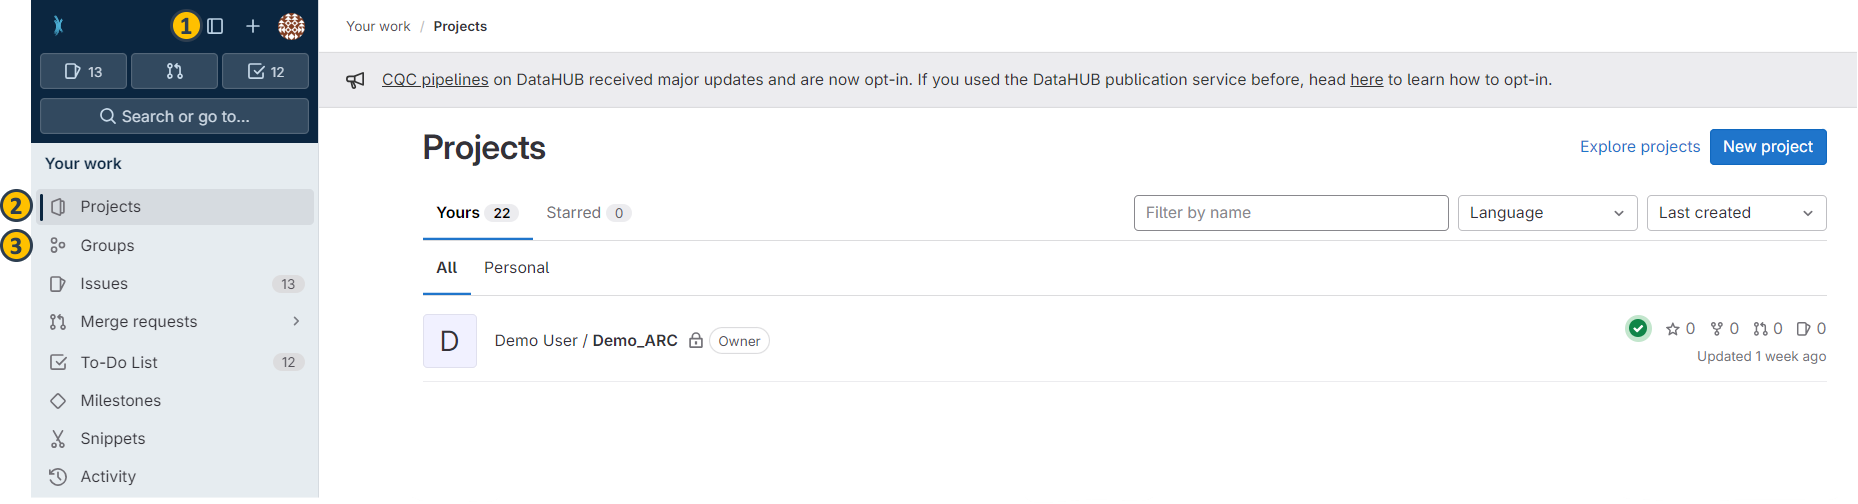 1
13
12
Search or go to...
Your work
2 Projects
3 Groups
Issues 13
Merge requests
To-Do List 12
Milestones
Snippets
Activity
Your work / Projects
CQC pipelines on DataHUB received major updates and are now opt-in. If you used the DataHUB publication service before, head here to learn how to opt-in.
Projects
Explore projects New project
Yours 22 Starred 0 Filter by name Language Last created
All Personal
D Demo User / Demo_ARC Owner 0 0 0 0
Updated 1 week ago